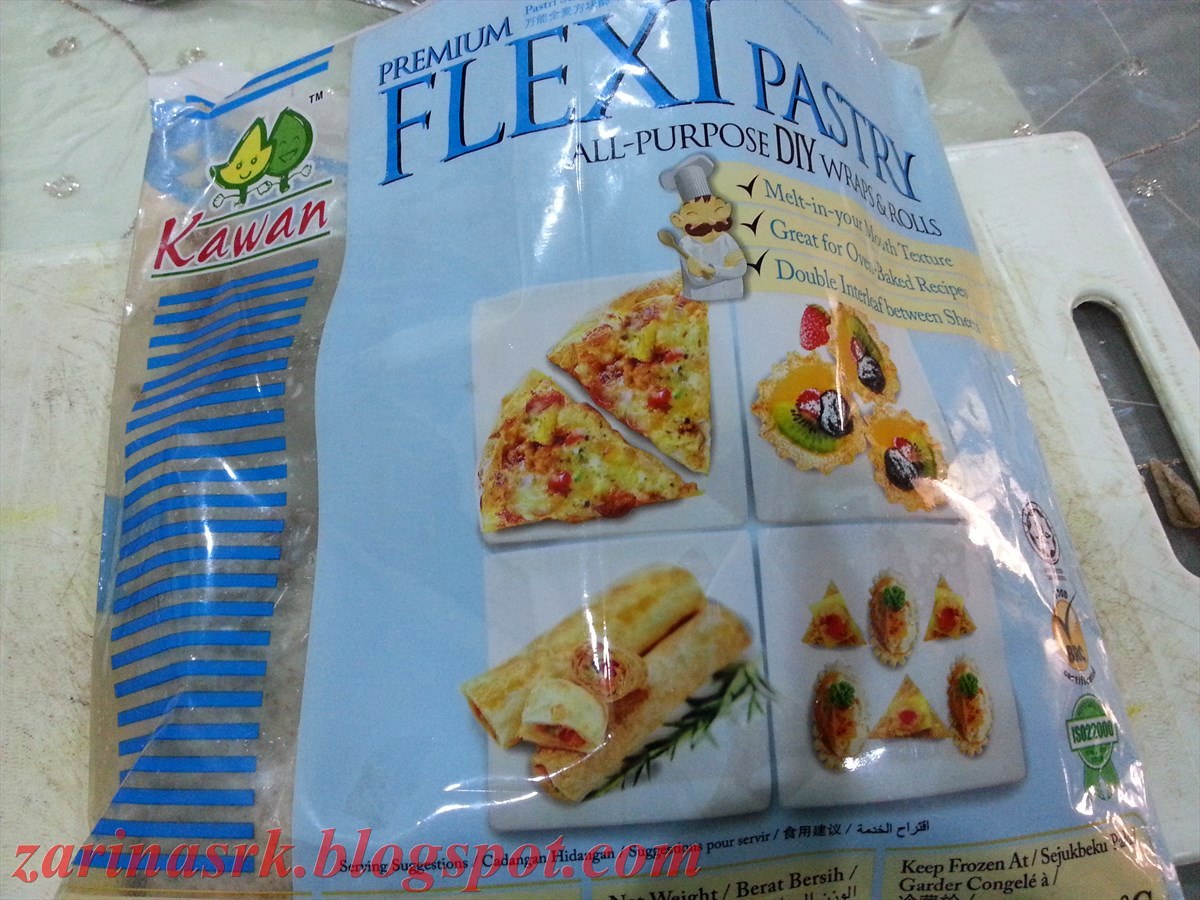 PREMIUM
FLEXI PASTRY
ALL-PURPOSE DIY WRAPS & ROLLS
TM
Kawan
Melt-in-your Mouth Texture
Great for Oven-Baked Recipes
Double Interleaf between Sheets
ISO22000
Serving Suggestions / Cadangan Hidangan / Suggestions pour servir / 食用建议 / اقتراح الخدمة
Net Weight / Berat Bersih /
الوزن
Keep Frozen At / Sejukbeku
Garder Congelé à /
zarinasrk.blogspot.com